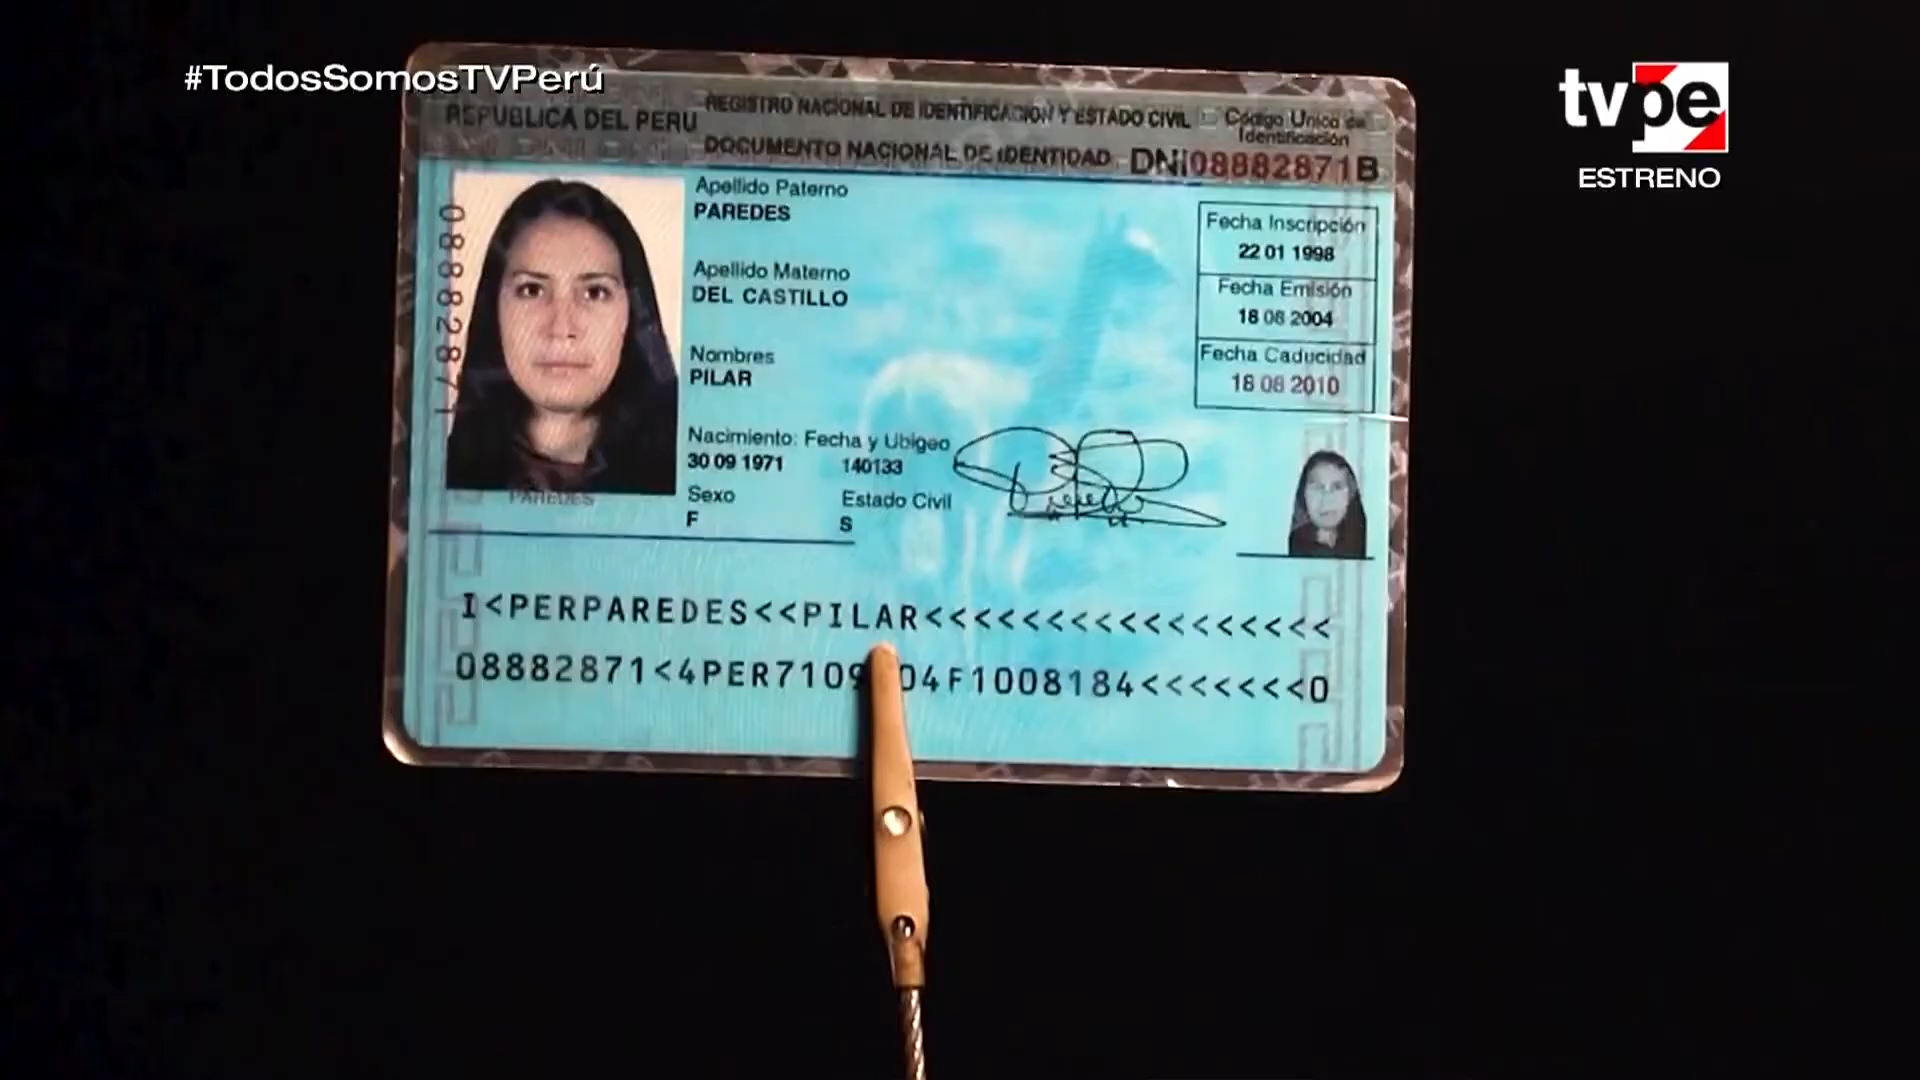 #TodosSomosTVPerú
tvpe
ESTRENO
REPUBLICA DEL PERU
REGISTRO NACIONAL DE IDENTIFICACION Y ESTADO CIVIL
DOCUMENTO NACIONAL DE IDENTIDAD
Código Unico de
Identificación
DNI08882871B
08882871
Apellido Paterno
PAREDES
Apellido Materno
DEL CASTILLO
Nombres
PILAR
Nacimiento: Fecha y Ubigeo
30 09 1971 140133
Sexo Estado Civil
F S
Fecha Inscripción
22 01 1998
Fecha Emisión
18 08 2004
Fecha Caducidad
18 08 2010
PAREDES
I<PERPAREDES<<PILAR<<<<<<<<<<<<<<<<<
08882871<4PER7109 04F1008184<<<<<<<0